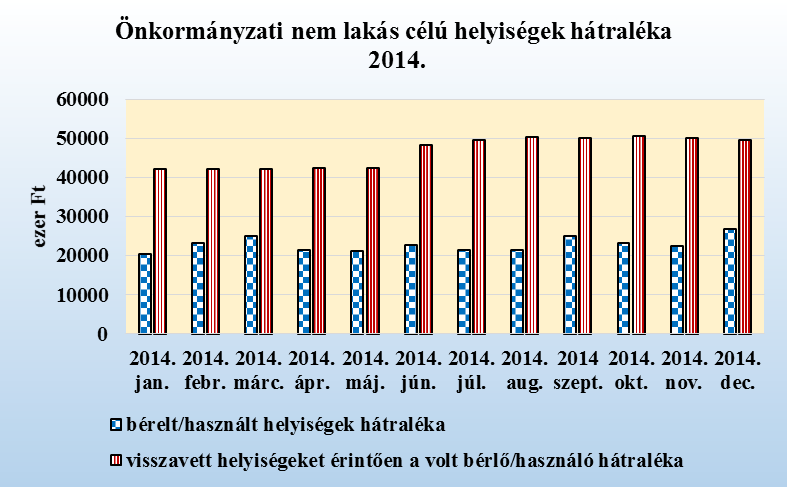 Önkormányzati nem lakás célú helyiségek hátraléka
2014.
60000
50000
40000
30000
20000
10000
0
ezer Ft
2014. 2014. 2014. 2014. 2014. 2014. 2014. 2014. 2014 2014. 2014. 2014.
jan. febr. márc. ápr. máj. jún. júl. aug. szept. okt. nov. dec.
bérelt/használt helyiségek hátraléka
visszavett helyiségeket érintően a volt bérlő/használó hátraléka